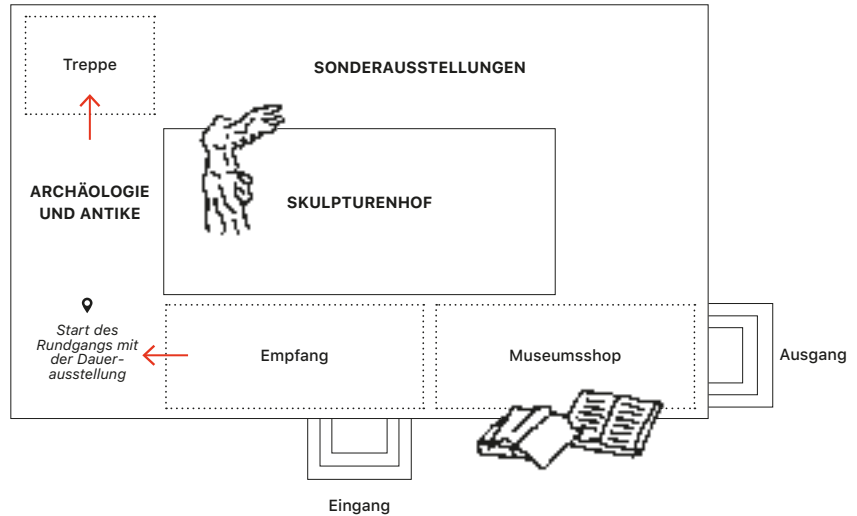 Treppe
SONDERAUSSTELLUNGEN
ARCHÄOLOGIE
UND ANTIKE
SKULPTURENHOF
Start des
Rundgangs mit
der Dauer-
ausstellung
Empfang
Museumsshop
Ausgang
Eingang